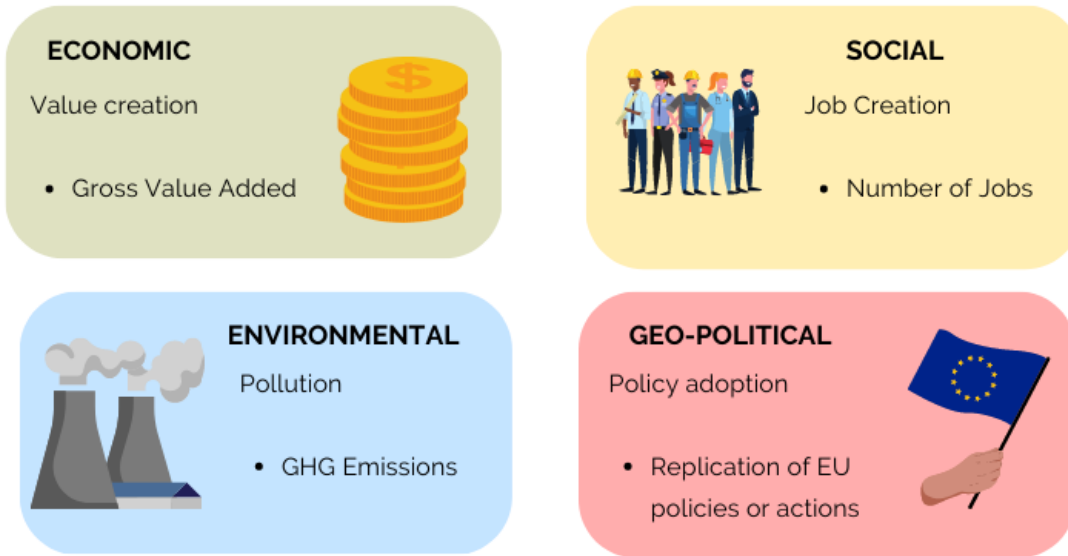 ECONOMIC
Value creation
• Gross Value Added
SOCIAL
Job Creation
• Number of Jobs
ENVIRONMENTAL
Pollution
• GHG Emissions
GEO-POLITICAL
Policy adoption
• Replication of EU
policies or actions